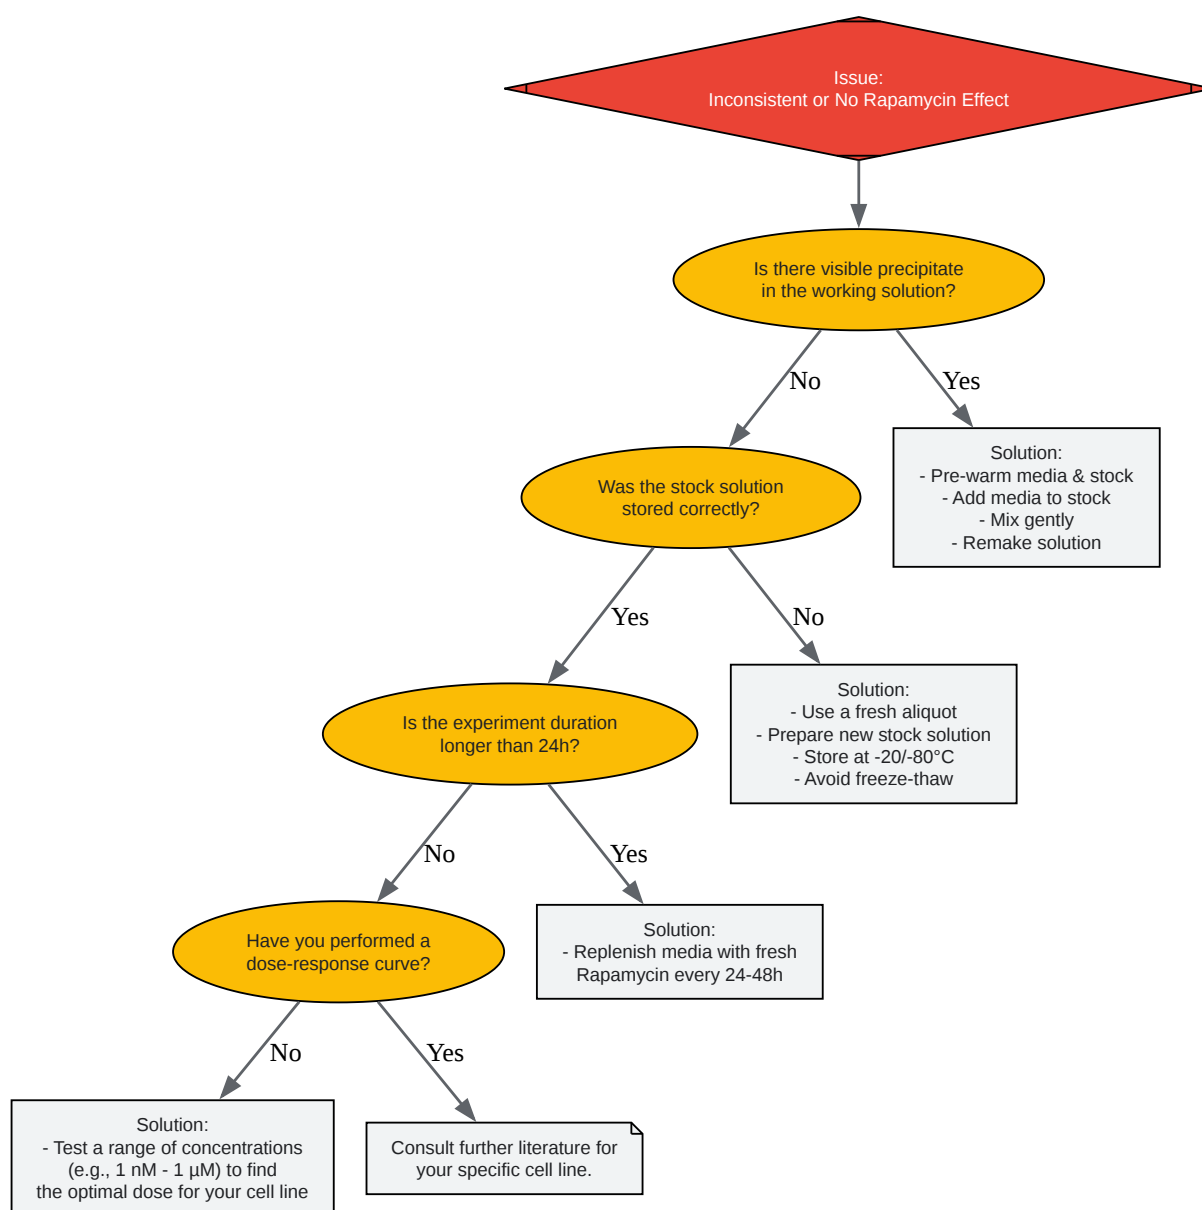 Issue:
Inconsistent or No Rapamycin Effect
Is there visible precipitate
in the working solution?
No
Yes
Solution:
- Pre-warm media & stock
- Add media to stock
- Mix gently
- Remake solution
Was the stock solution
stored correctly?
Yes
No
Solution:
- Use a fresh aliquot
- Prepare new stock solution
- Store at -20/-80°C
- Avoid freeze-thaw
Is the experiment duration
longer than 24h?
No
Yes
Solution:
- Replenish media with fresh
Rapamycin every 24-48h
Have you performed a
dose-response curve?
No
Yes
Solution:
- Test a range of concentrations
(e.g., 1 nM - 1 µM) to find
the optimal dose for your cell line
Consult further literature for
your specific cell line.